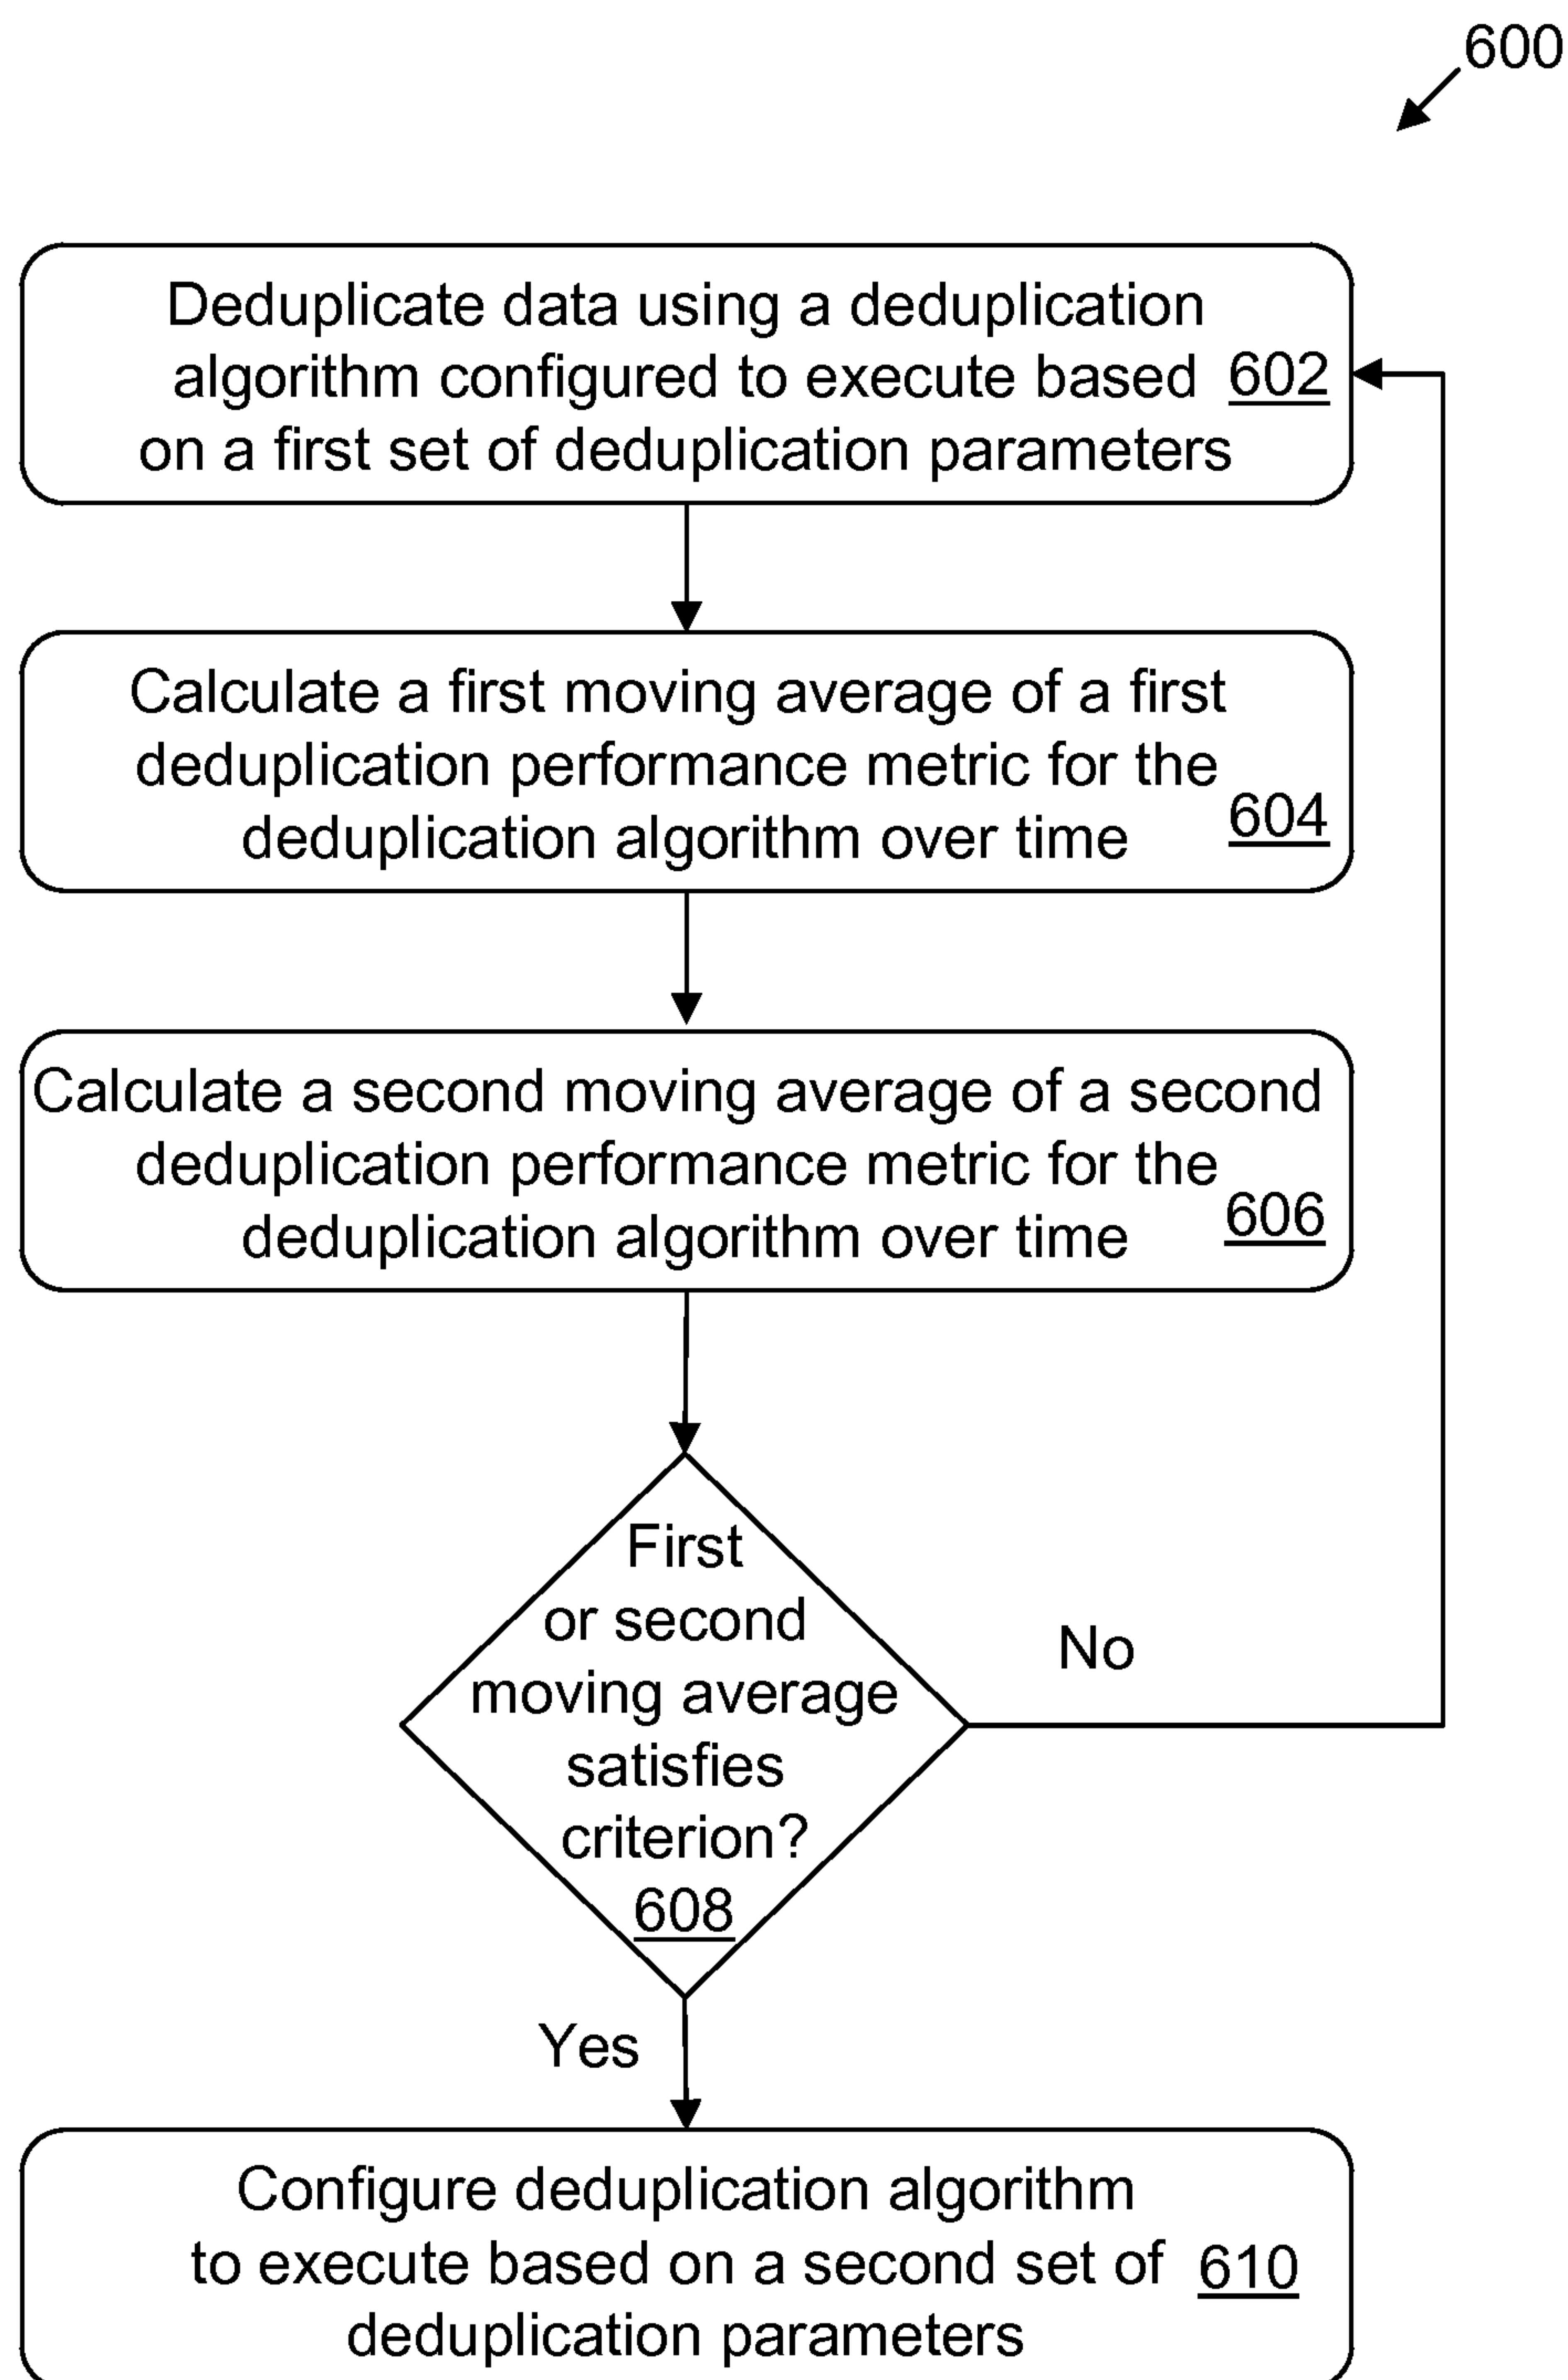 600
Deduplicate data using a deduplication
algorithm configured to execute based 602
on a first set of deduplication parameters
Calculate a first moving average of a first
deduplication performance metric for the
deduplication algorithm over time 604
Calculate a second moving average of a second
deduplication performance metric for the
deduplication algorithm over time 606
First
or second
moving average
satisfies
criterion?
608
No
Yes
Configure deduplication algorithm
to execute based on a second set of 610
deduplication parameters